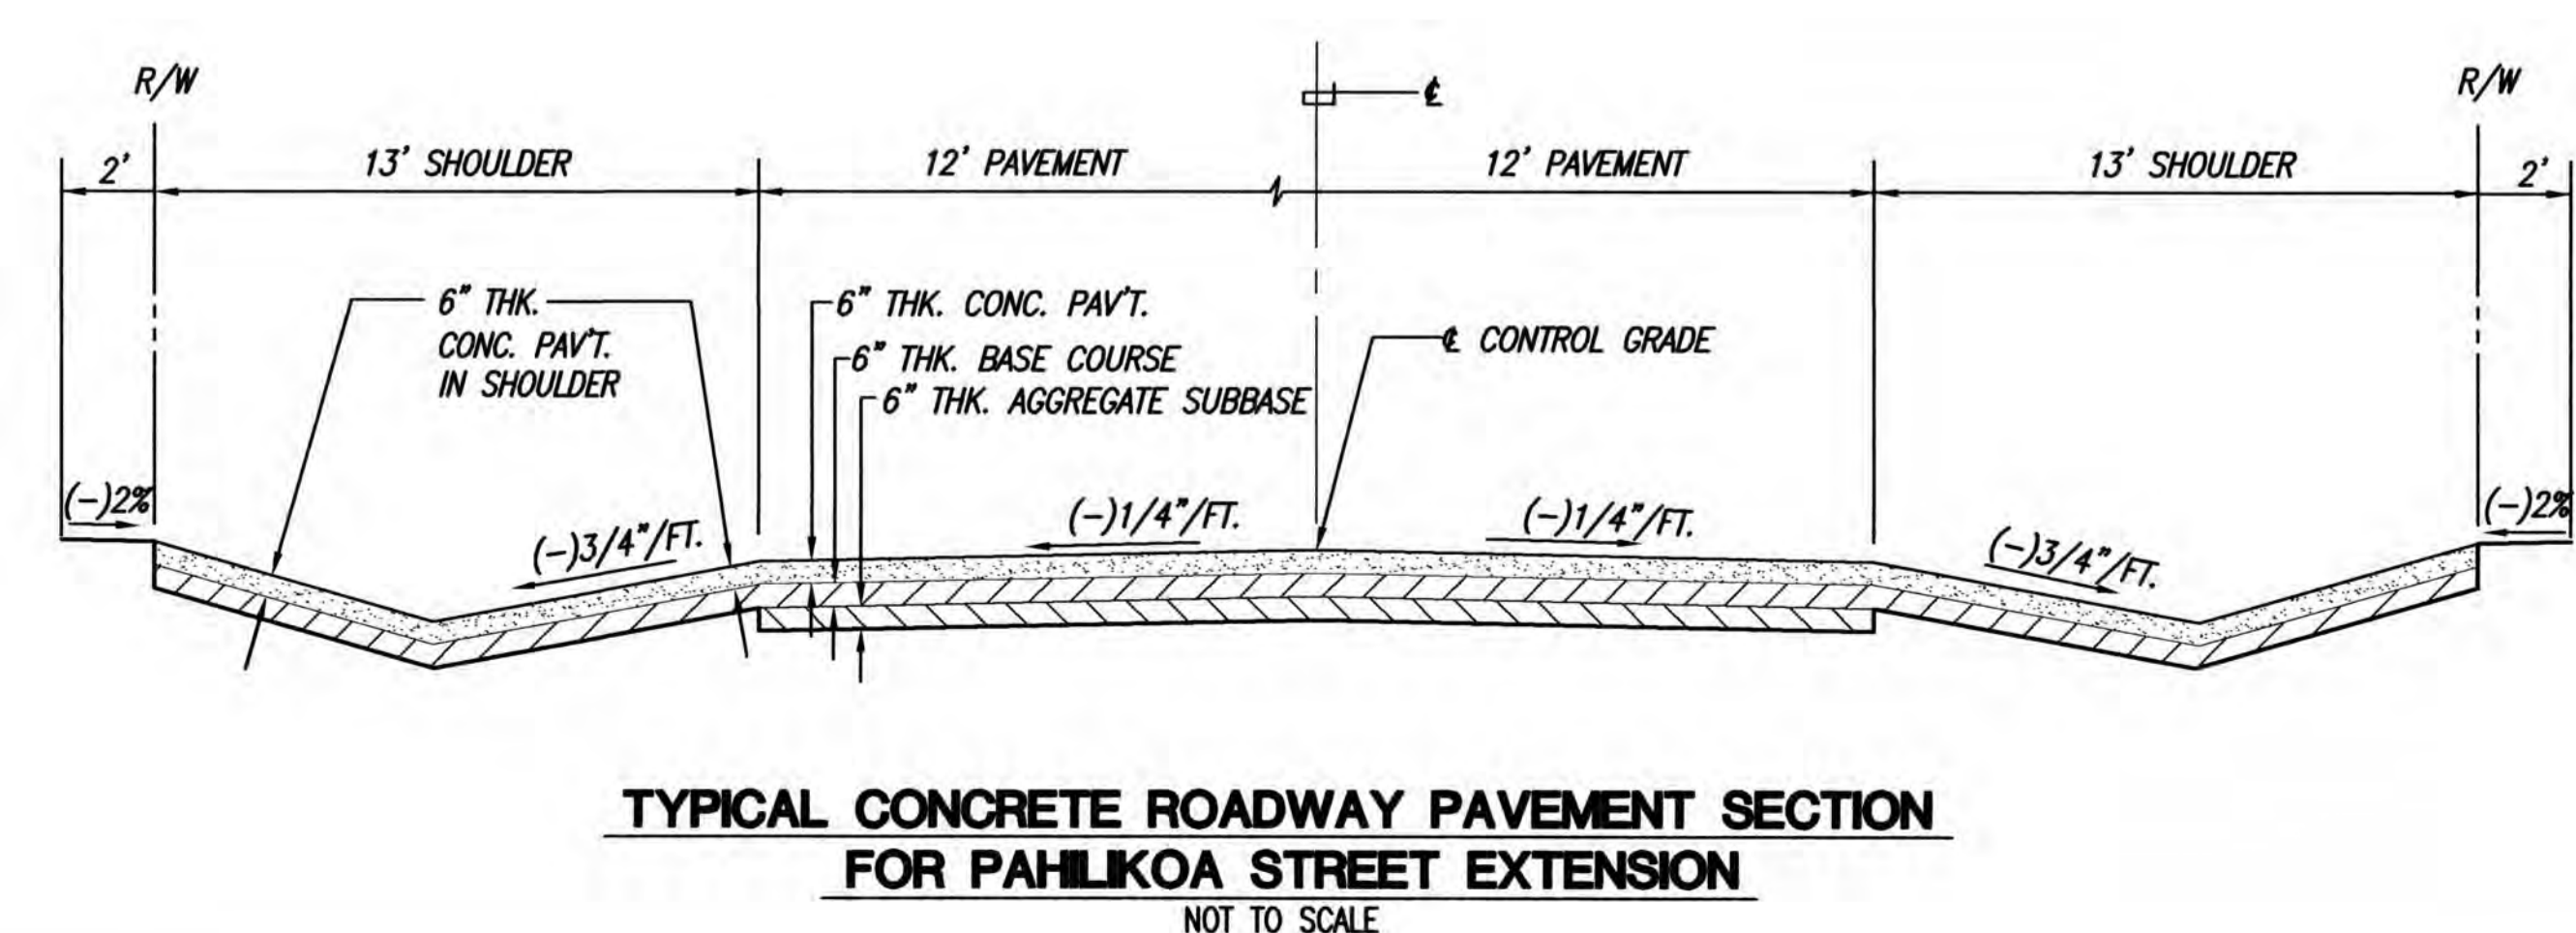 R/W
℄
R/W
2'
13' SHOULDER
12' PAVEMENT
12' PAVEMENT
13' SHOULDER
2'
6" THK.
CONC. PAV'T.
IN SHOULDER
6" THK. CONC. PAV'T.
6" THK. BASE COURSE
6" THK. AGGREGATE SUBBASE
℄ CONTROL GRADE
(-)2%
(-)3/4"/FT.
(-)1/4"/FT.
(-)1/4"/FT.
(-)3/4"/FT.
(-)2%
TYPICAL CONCRETE ROADWAY PAVEMENT SECTION
FOR PAHILIKOA STREET EXTENSION
NOT TO SCALE